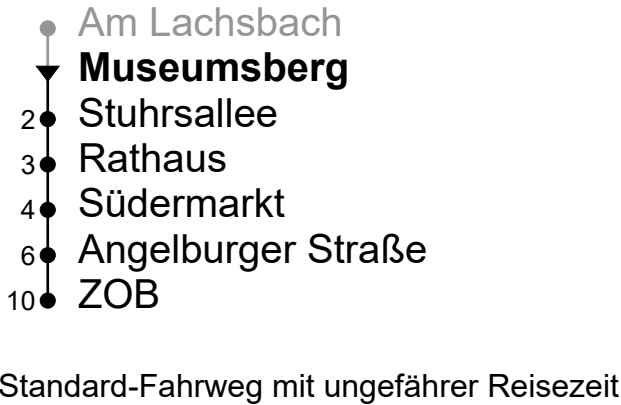 Am Lachsbach
Museumsberg
2 Stuhrsallee
3 Rathaus
4 Südermarkt
6 Angelburger Straße
10 ZOB
Standard-Fahrweg mit ungefährer Reisezeit